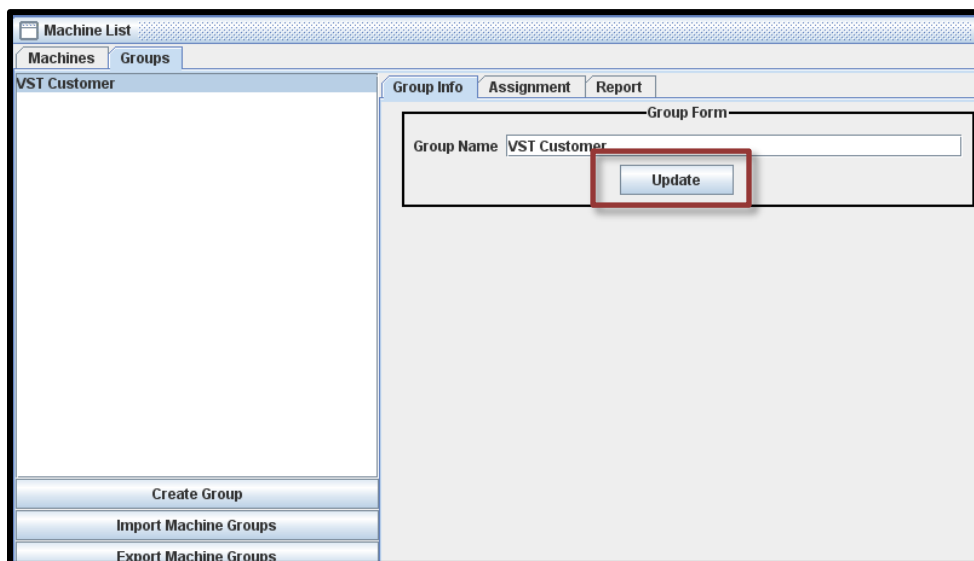 Machine List
Machines Groups
VST Customer
Group Info Assignment Report
Group Form
Group Name VST Customer
Update
Create Group
Import Machine Groups
Export Machine Groups